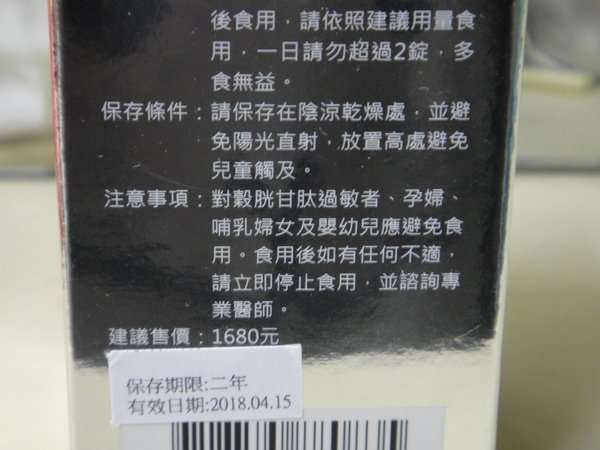 後食用，請依照建議用量食
用，一日請勿超過2錠，多
食無益。
保存條件：請保存在陰涼乾燥處，並避
免陽光直射，放置高處避免
兒童觸及。
注意事項：對穀胱甘肽過敏者、孕婦、
哺乳婦女及嬰幼兒應避免食
用。食用後如有任何不適，
請立即停止食用，並諮詢專
業醫師。
建議售價：1680元
保存期限:二年
有效日期:2018.04.15